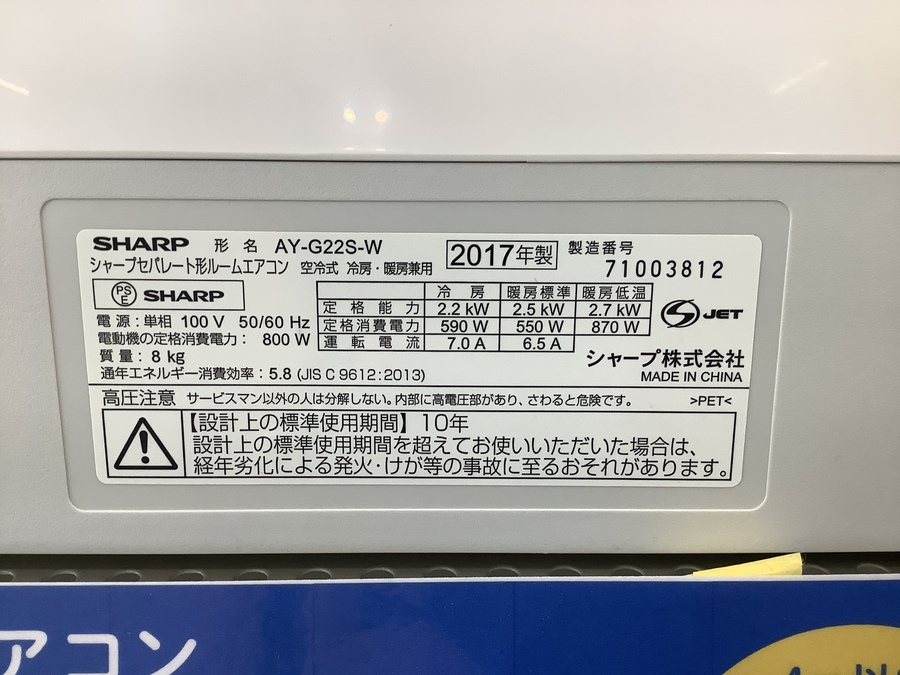 SHARP 形名 AY-G22S-W 2017年製 製造番号 71003812
シャープセパレート形ルームエアコン 空冷式 冷房・暖房兼用
PS E SHARP
冷房 暖房標準 暖房低温
定格能力 2.2 kW 2.5 kW 2.7 kW
定格消費電力 590 W 550 W 870 W
運転電流 7.0 A 6.5 A
S JET
電源:単相 100 V 50/60 Hz
電動機の定格消費電力: 800 W
質量:8 kg
通年エネルギー消費効率:5.8 (JIS C 9612:2013)
シャープ株式会社
MADE IN CHINA
高圧注意 サービスマン以外の人は分解しない。内部に高電圧部があり、さわると危険です。 >PET<
【設計上の標準使用期間】10年
設計上の標準使用期間を超えてお使いいただいた場合は、
経年劣化による発火・けが等の事故に至るおそれがあります。
アコン